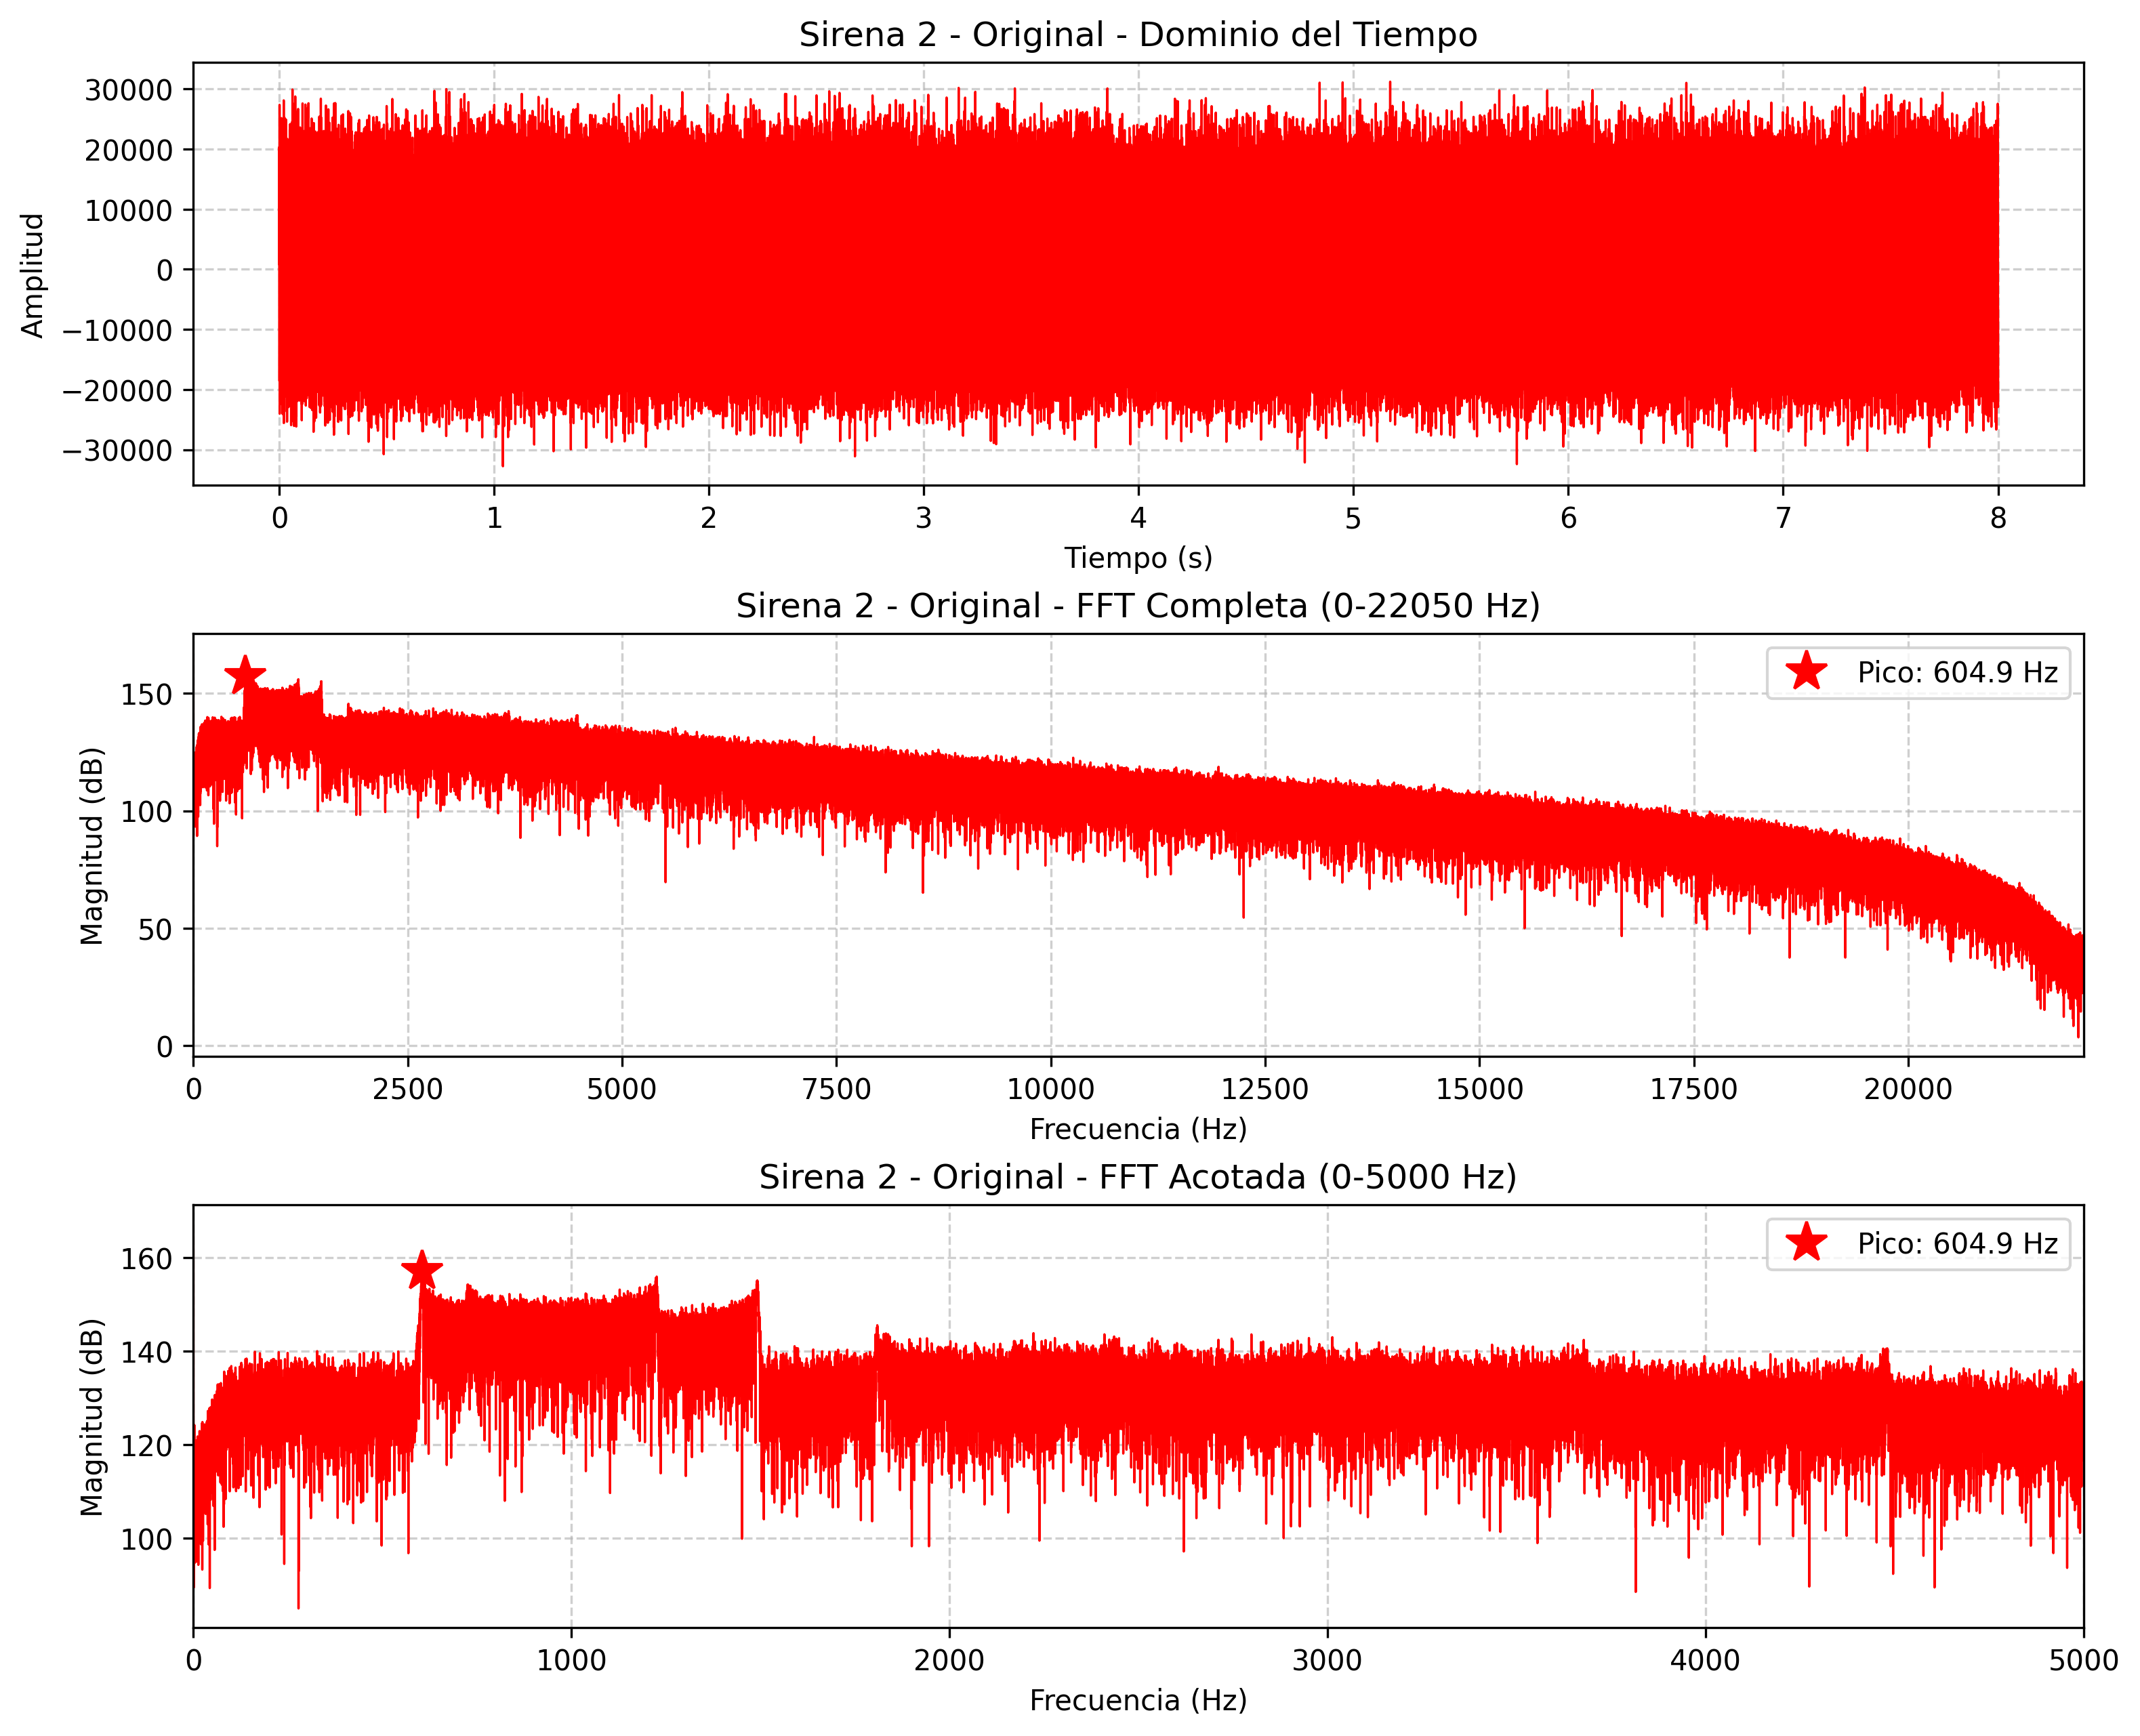 Sirena 2 - Original - Dominio del Tiempo
30000
20000
10000
0
−10000
−20000
−30000
Amplitud
0 1 2 3 4 5 6 7 8
Tiempo (s)
Sirena 2 - Original - FFT Completa (0-22050 Hz)
Pico: 604.9 Hz
150
100
50
0
Magnitud (dB)
0 2500 5000 7500 10000 12500 15000 17500 20000
Frecuencia (Hz)
Sirena 2 - Original - FFT Acotada (0-5000 Hz)
Pico: 604.9 Hz
160
140
120
100
Magnitud (dB)
0 1000 2000 3000 4000 5000
Frecuencia (Hz)